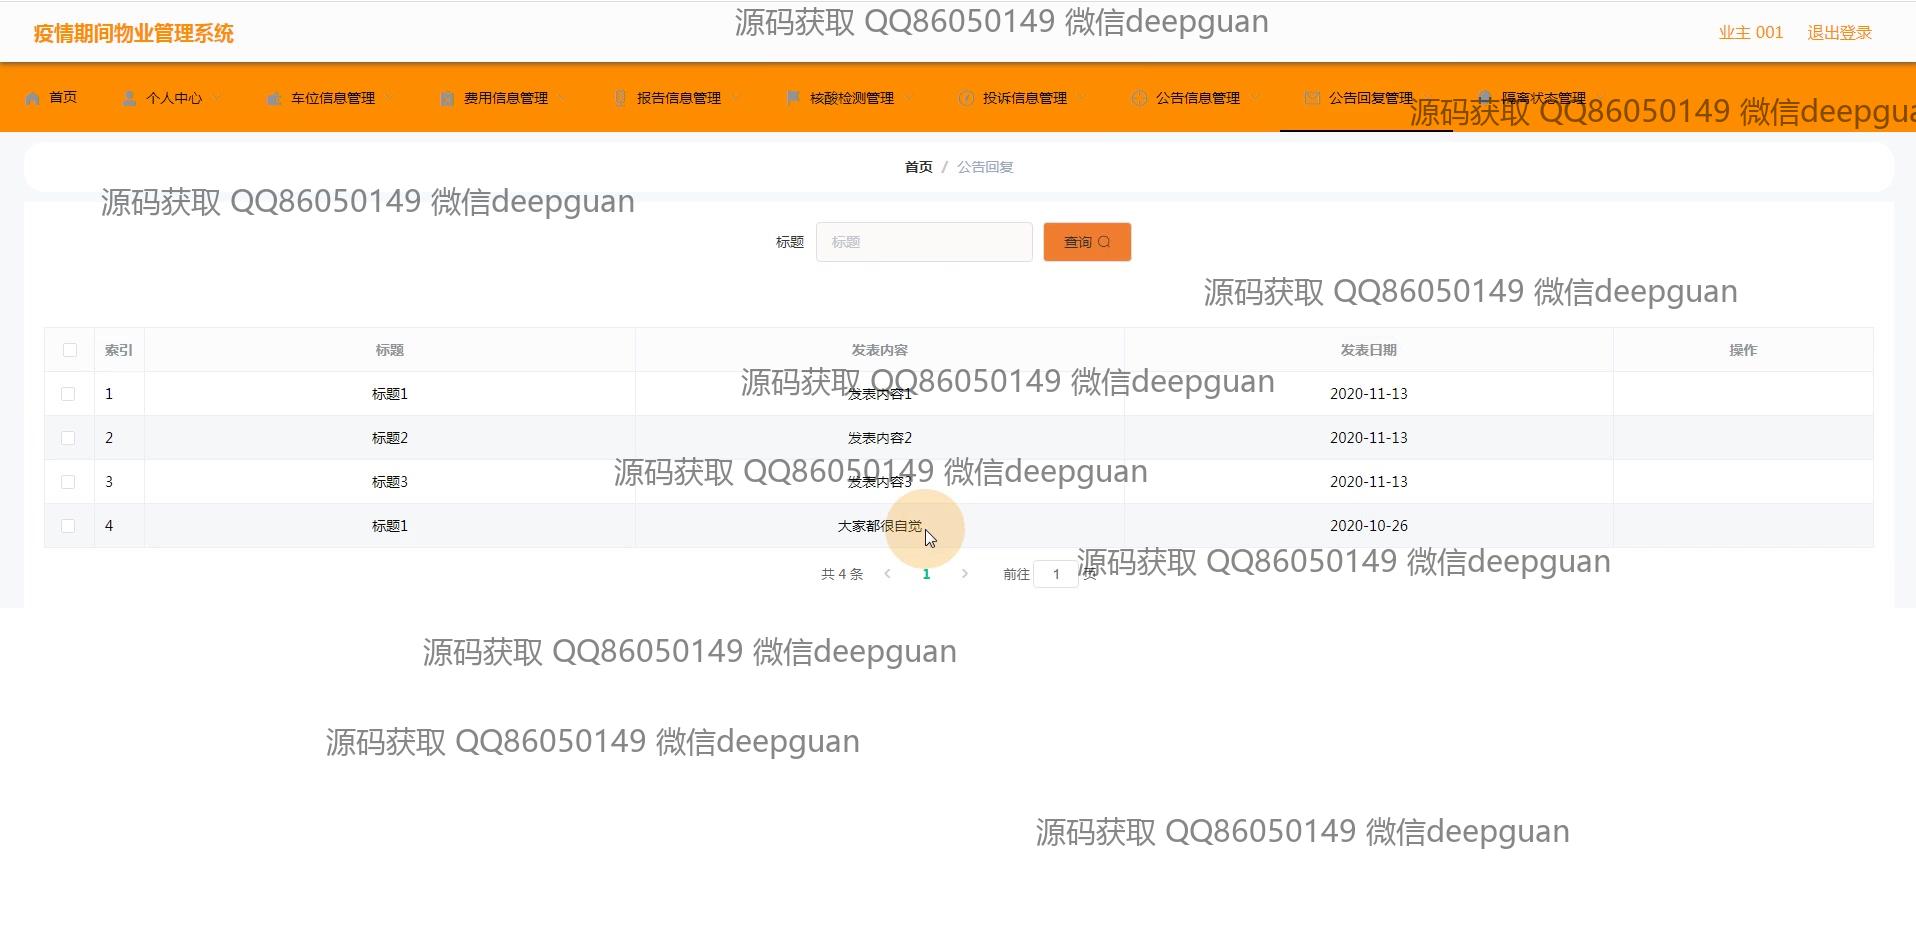 源码获取 QQ86050149 微信deepguan
疫情期间物业管理系统
业主 001 退出登录
首页 个人中心 车位信息管理 费用信息管理 报告信息管理 核酸检测管理 投诉信息管理 公告信息管理 公告回复管理 隔离状态管理
源码获取 QQ86050149 微信deepgua
首页 / 公告回复
源码获取 QQ86050149 微信deepguan
标题 标题 查询
源码获取 QQ86050149 微信deepguan
索引 标题 发表内容 发表日期 操作
源码获取 QQ86050149 微信deepguan
1 标题1 发表内容1 2020-11-13
2 标题2 发表内容2 2020-11-13
源码获取 QQ86050149 微信deepguan
3 标题3 发表内容3 2020-11-13
4 标题1 大家都很自觉 2020-10-26
源码获取 QQ86050149 微信deepguan
共 4 条 1 前往 1 页
源码获取 QQ86050149 微信deepguan
源码获取 QQ86050149 微信deepguan
源码获取 QQ86050149 微信deepguan